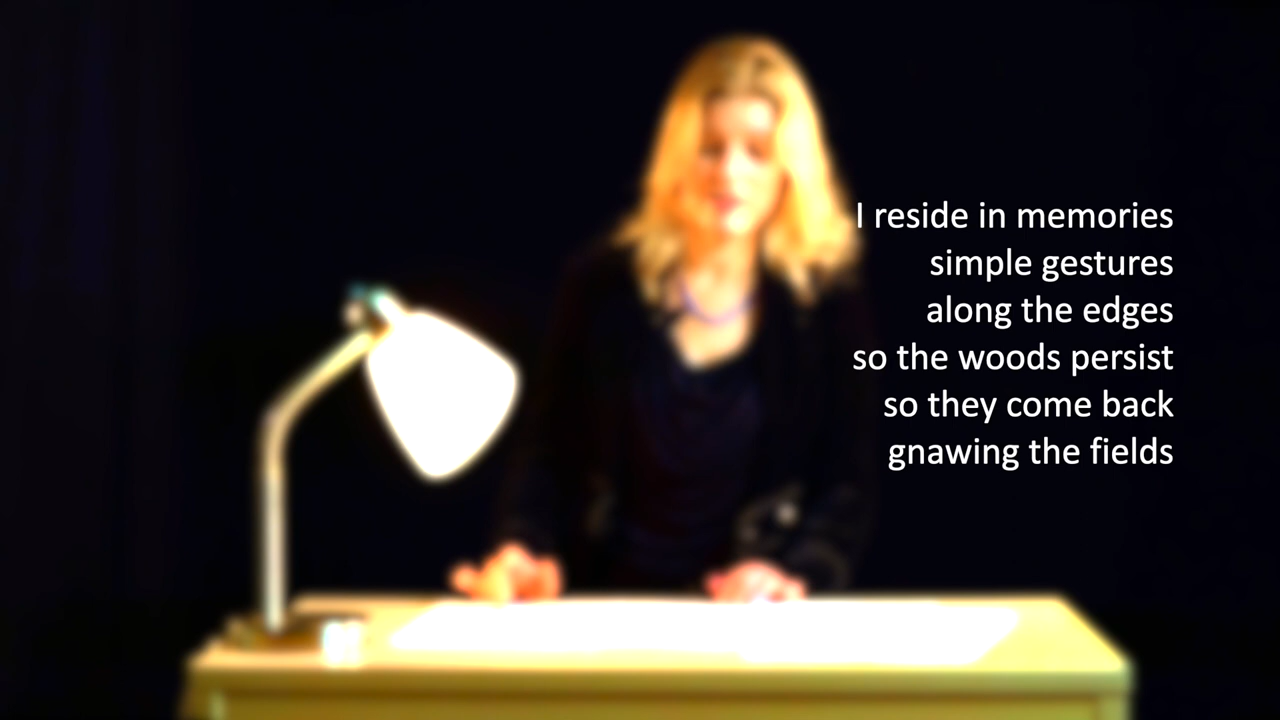 I reside in memories
simple gestures
along the edges
so the woods persist
so they come back
gnawing the fields